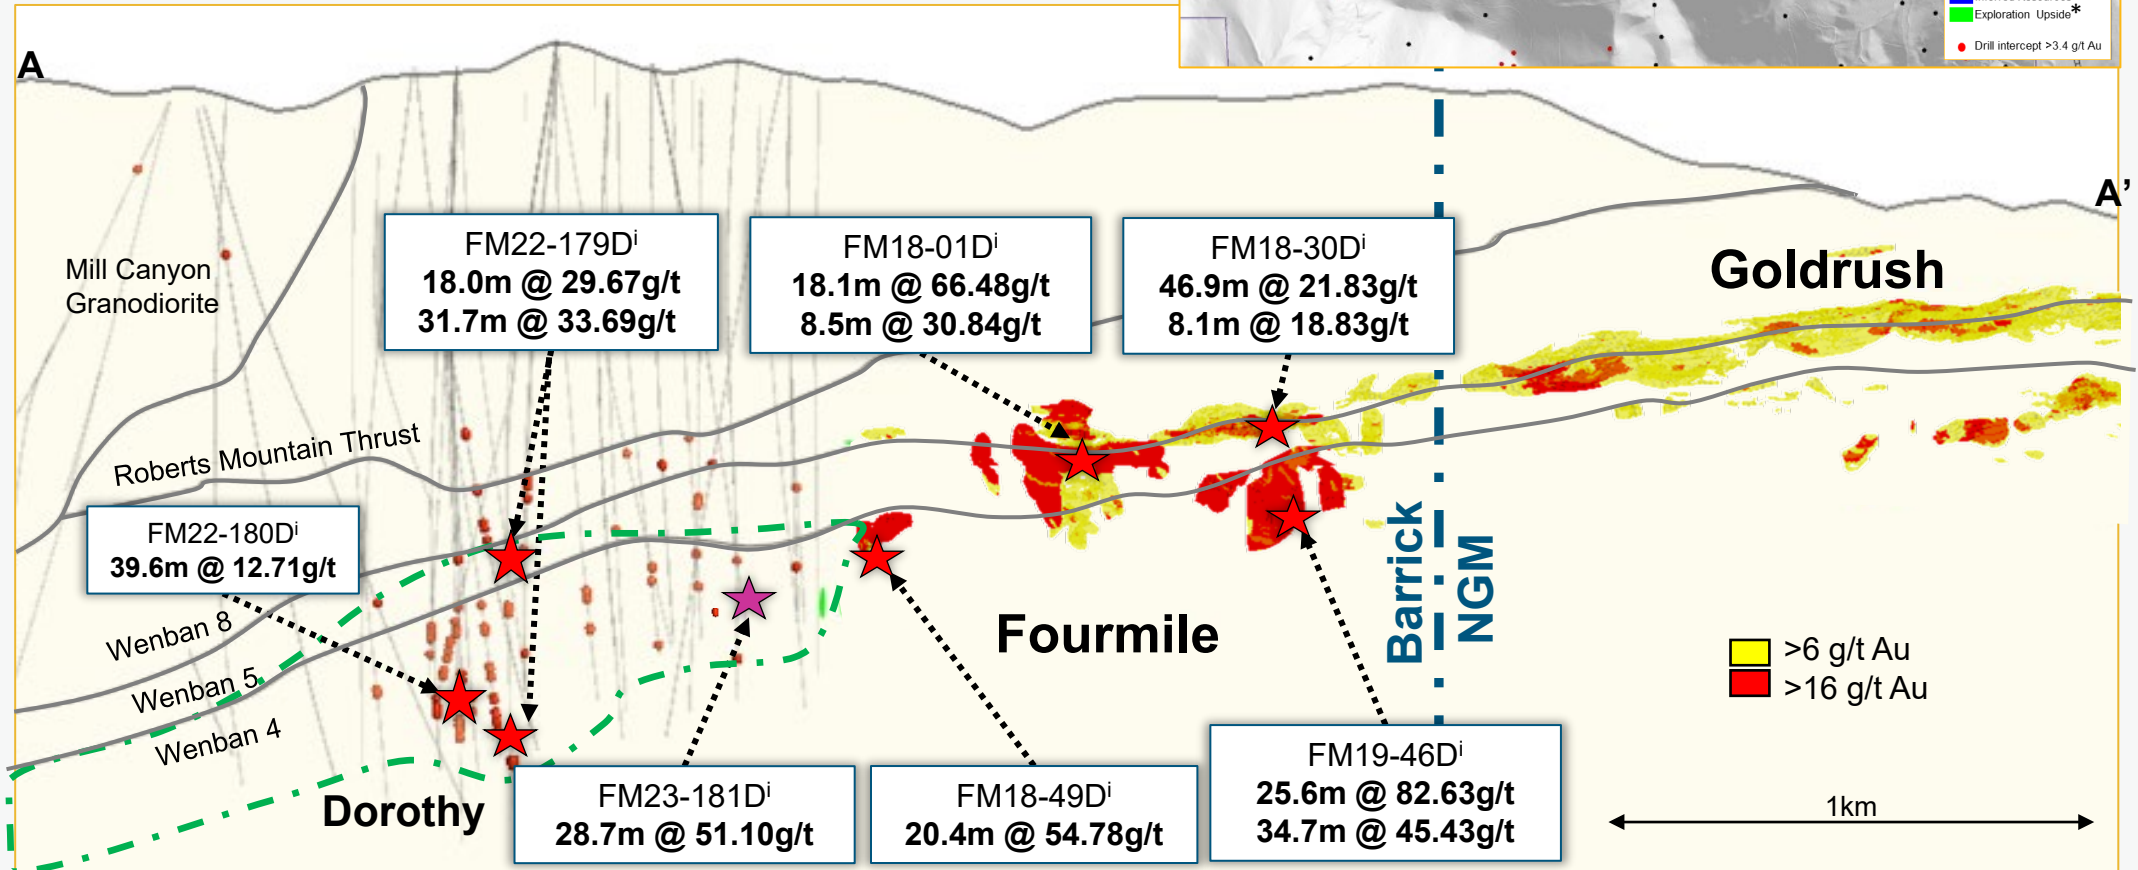 Exploration Upside*
Drill intercept >3.4 g/t Au
A
A’
Mill Canyon
Granodiorite
FM22-179Dⁱ
18.0m @ 29.67g/t
31.7m @ 33.69g/t
FM18-01Dⁱ
18.1m @ 66.48g/t
8.5m @ 30.84g/t
FM18-30Dⁱ
46.9m @ 21.83g/t
8.1m @ 18.83g/t
Goldrush
Roberts Mountain Thrust
FM22-180Dⁱ
39.6m @ 12.71g/t
Wenban 8
Wenban 5
Wenban 4
Fourmile
Barrick
NGM
>6 g/t Au
>16 g/t Au
Dorothy
FM23-181Dⁱ
28.7m @ 51.10g/t
FM18-49Dⁱ
20.4m @ 54.78g/t
FM19-46Dⁱ
25.6m @ 82.63g/t
34.7m @ 45.43g/t
1km